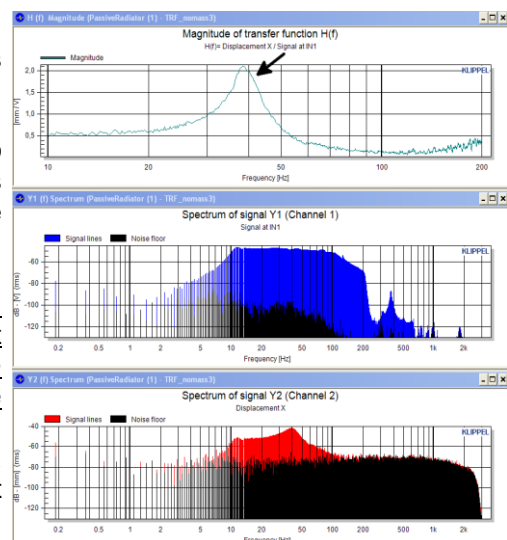 H (f) Magnitude (PassiveRadiator (1) - TRF_nomass3)
Magnitude of transfer function H(f)
H(f)= Displacement X / Signal at IN1
Magnitude
KLIPPEL
2,0
1,5
1,0
0,5
[mm / V]
10 20 50 100 200
Frequency [Hz]
Y1 (f) Spectrum (PassiveRadiator (1) - TRF_nomass3)
Spectrum of signal Y1 (Channel 1)
Signal at IN1
Signal lines Noise floor
KLIPPEL
-60
-80
-100
-120
dB - [V] (rms)
0.2 0.5 1 2 5 10 20 50 100 200 500 1k 2k
Frequency [Hz]
Y2 (f) Spectrum (PassiveRadiator (1) - TRF_nomass3)
Spectrum of signal Y2 (Channel 2)
Displacement X
Signal lines Noise floor
KLIPPEL
-40
-60
-80
-100
-120
dB - [mm] (rms)
0.2 0.5 1 2 5 10 20 50 100 200 500 1k 2k
Frequency [Hz]